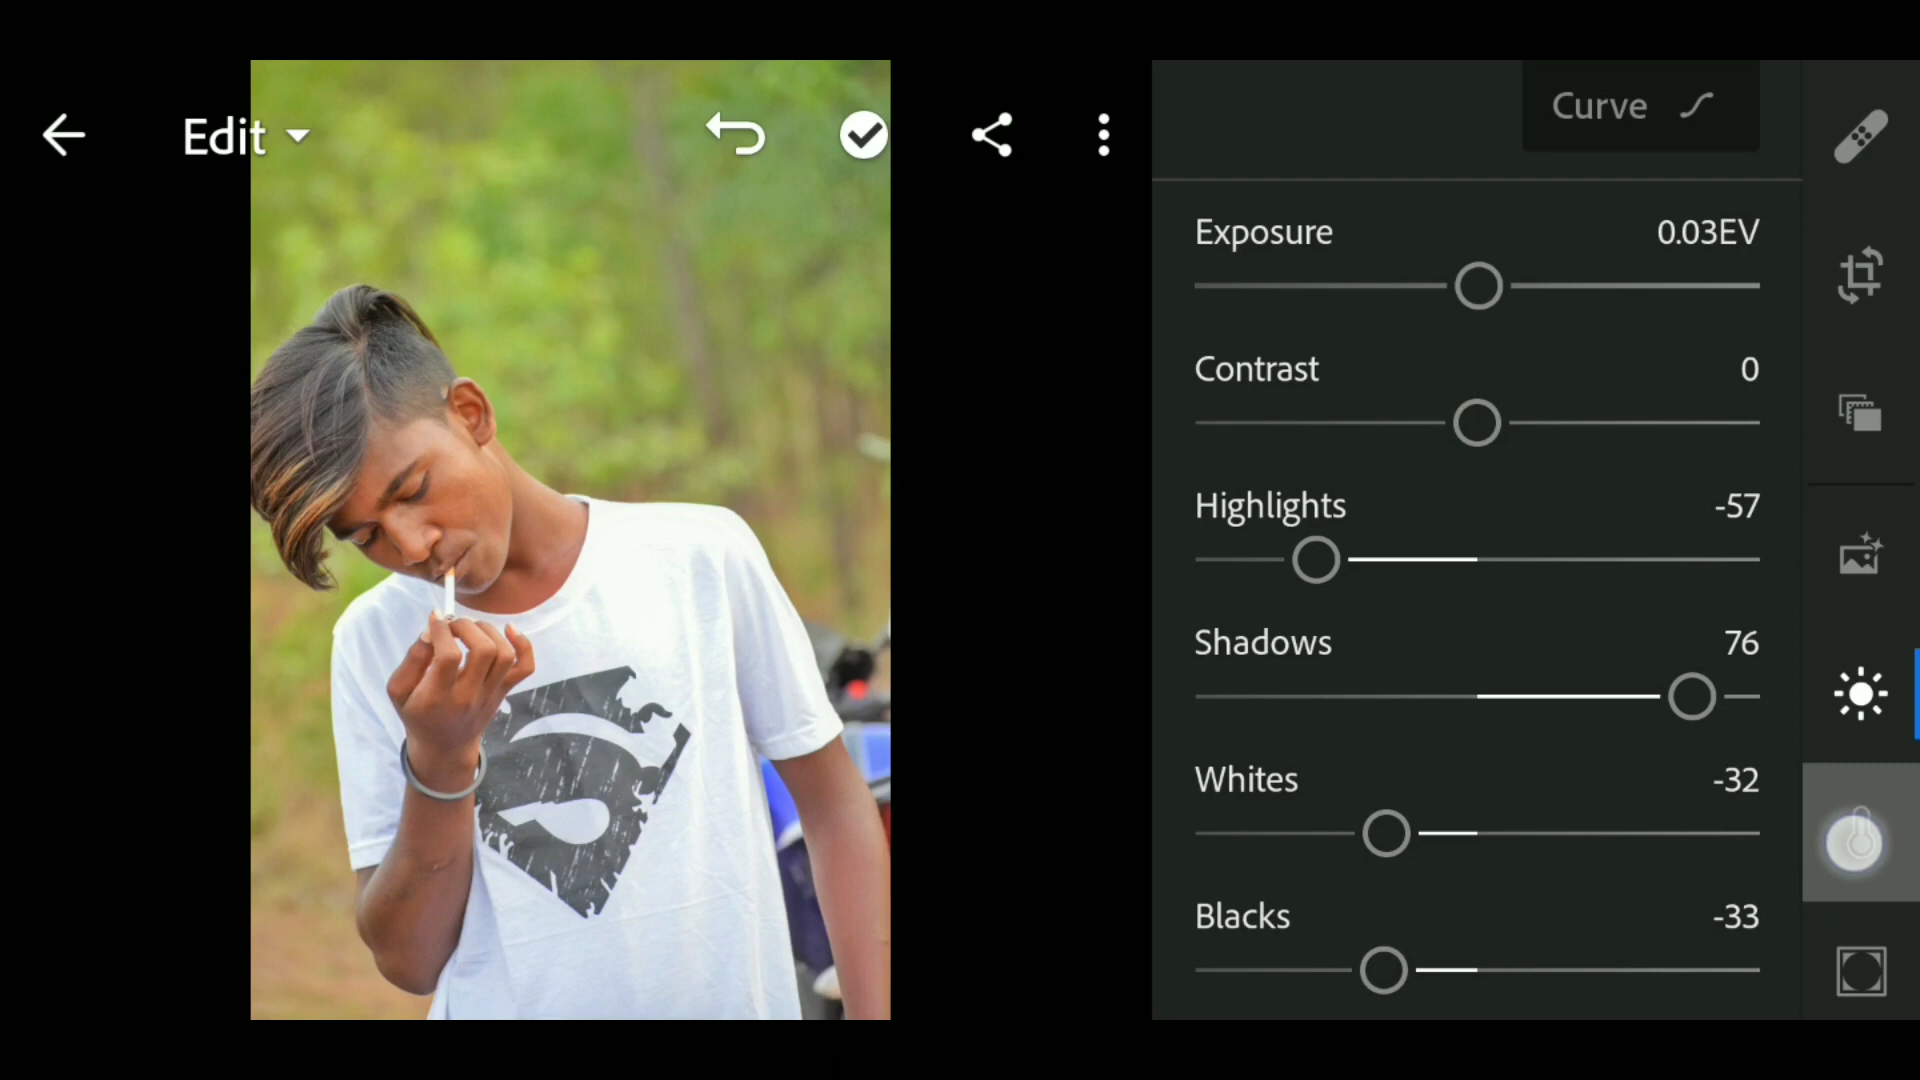 Edit
Curve
Exposure 0.03EV
Contrast 0
Highlights -57
Shadows 76
Whites -32
Blacks -33